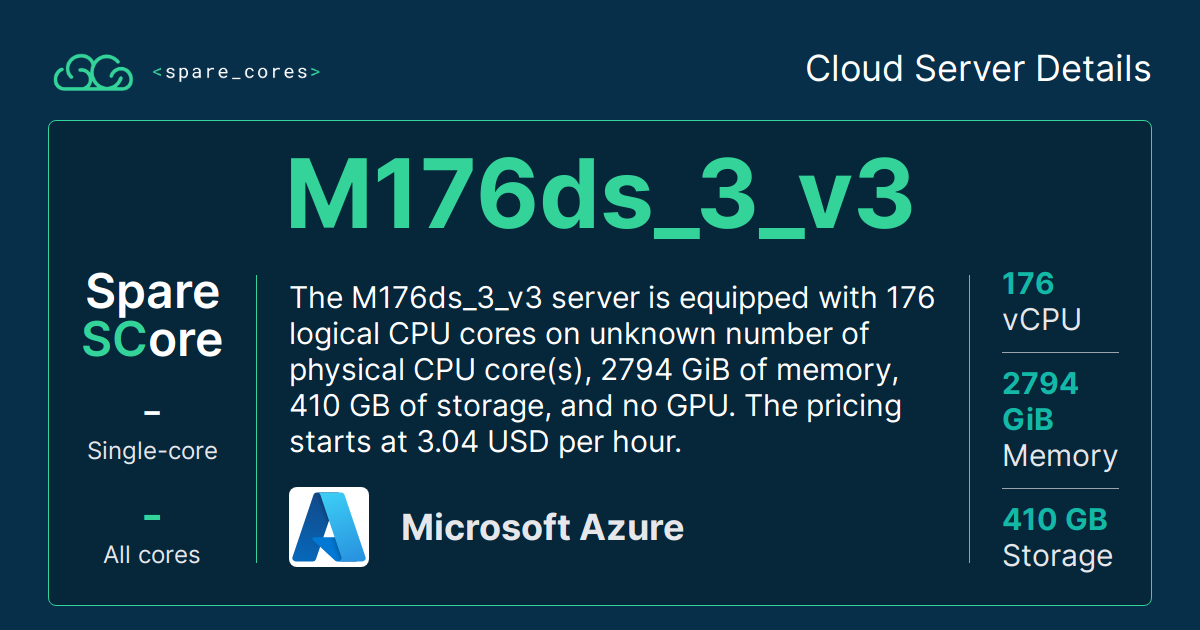 <spare_cores>
Cloud Server Details
M176ds_3_v3
Spare
SCore
–
Single-core
–
All cores
The M176ds_3_v3 server is equipped with 176
logical CPU cores on unknown number of
physical CPU core(s), 2794 GiB of memory,
410 GB of storage, and no GPU. The pricing
starts at 3.04 USD per hour.
Microsoft Azure
176
vCPU
2794
GiB
Memory
410 GB
Storage